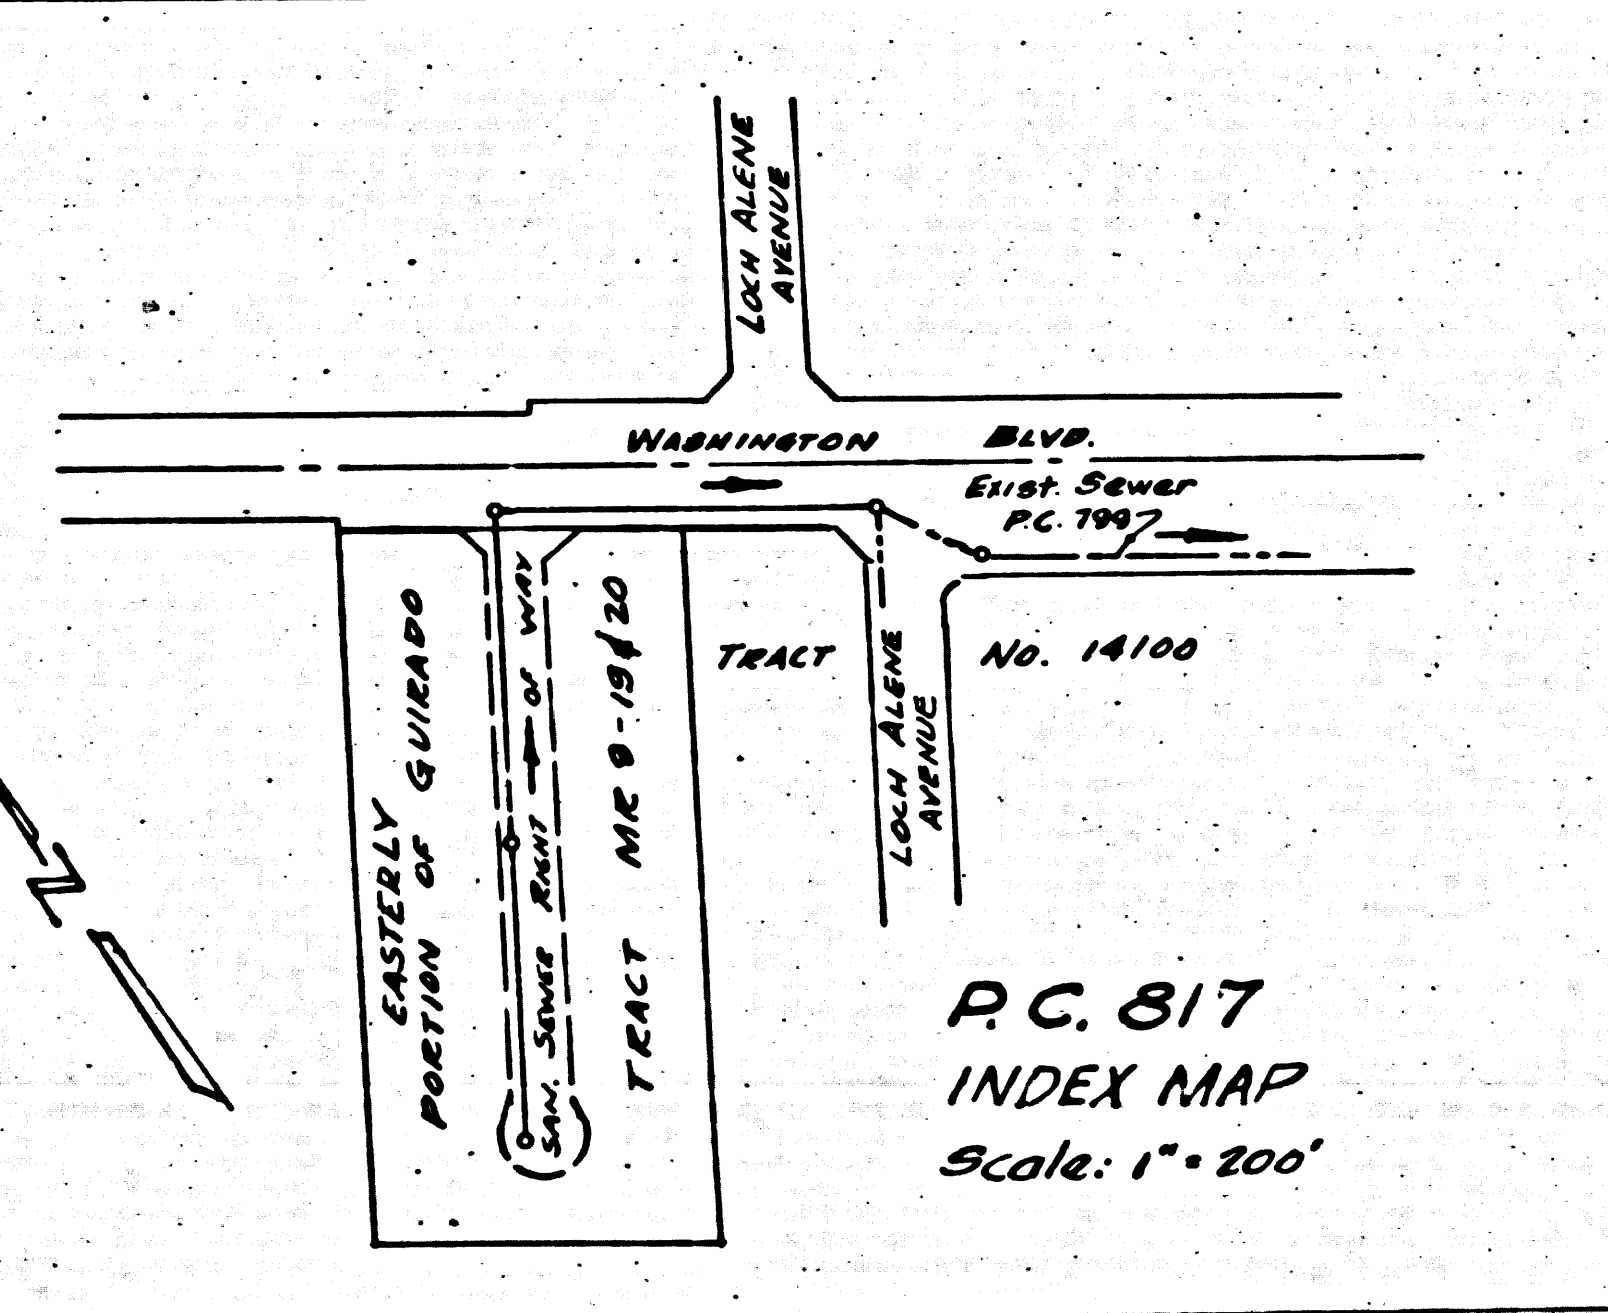 LOCH ALENE
AVENUE
WASHINGTON BLVD.
Exist. Sewer
P.C. 7997
EASTERLY
PORTION OF GUIRADO
(SAN. SEWER RIGHT OF WAY
TRACT MR 8-19 & 20
TRACT No. 14100
LOCH ALENE
AVENUE
N
P.C. 817
INDEX MAP
Scale: 1" = 200'